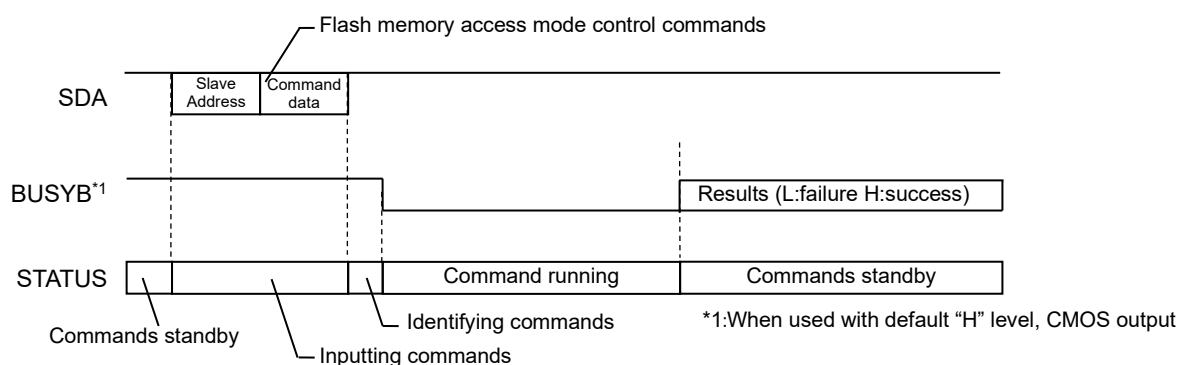 Flash memory access mode control commands
SDA
Slave
Address
Command
data
BUSYB*1
Results (L:failure H:success)
STATUS
Command running
Commands standby
Commands standby
Identifying commands
*1:When used with default “H” level, CMOS output
Inputting commands